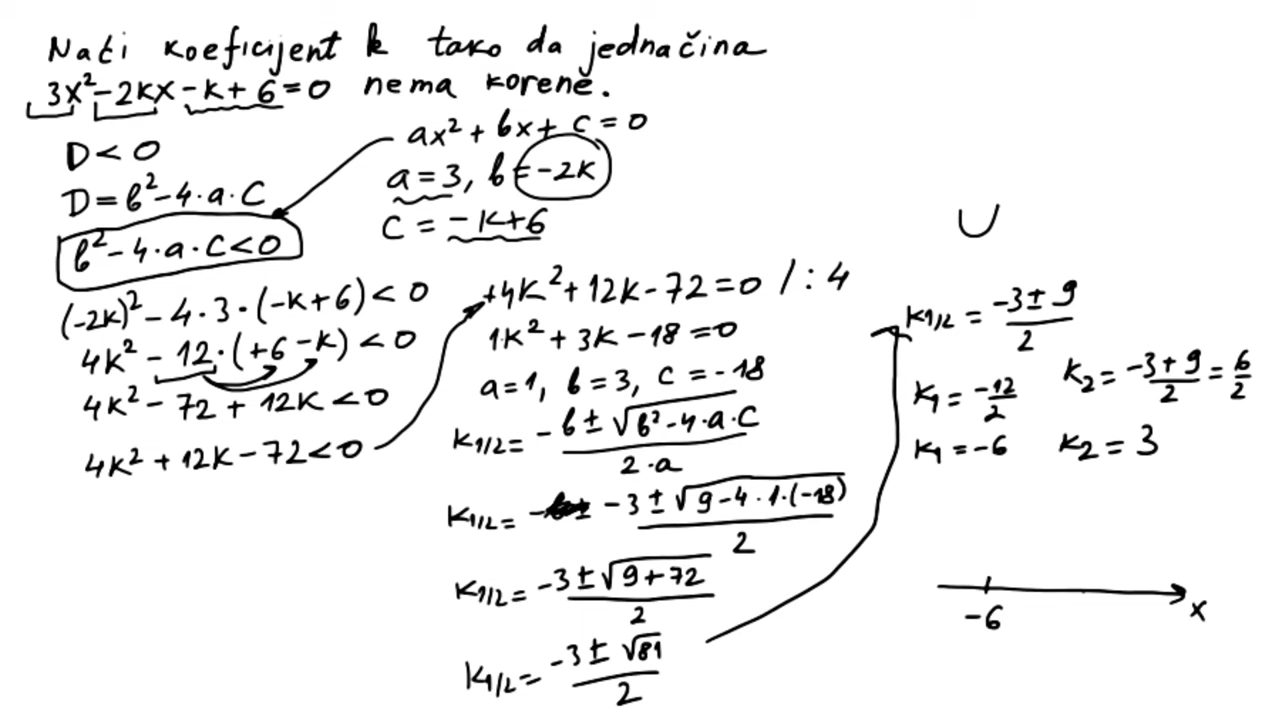 Naći koeficijent k tako da jednačina
3x² - 2kx - k + 6 = 0 nema korene.
D < 0
D = b² - 4·a·c
b² - 4·a·c < 0
ax² + bx + c = 0
a = 3, b = -2k
c = -k+6
(-2k)² - 4·3·(-k+6) < 0
4k² - 12·(+6-k) < 0
4k² - 72 + 12k < 0
4k² + 12k - 72 < 0
+4k² + 12k - 72 = 0 / : 4
1k² + 3k - 18 = 0
a = 1, b = 3, c = -18
k1/2 = -b ± √b² - 4·a·c / 2·a
k1/2 = -3 ± √9 - 4·1·(-18) / 2
k1/2 = -3 ± √9 + 72 / 2
k1/2 = -3 ± √81 / 2
k1/2 = -3 ± 9 / 2
k1 = -12/2
k1 = -6
k2 = -3 + 9 / 2 = 6/2
k2 = 3
-6
x